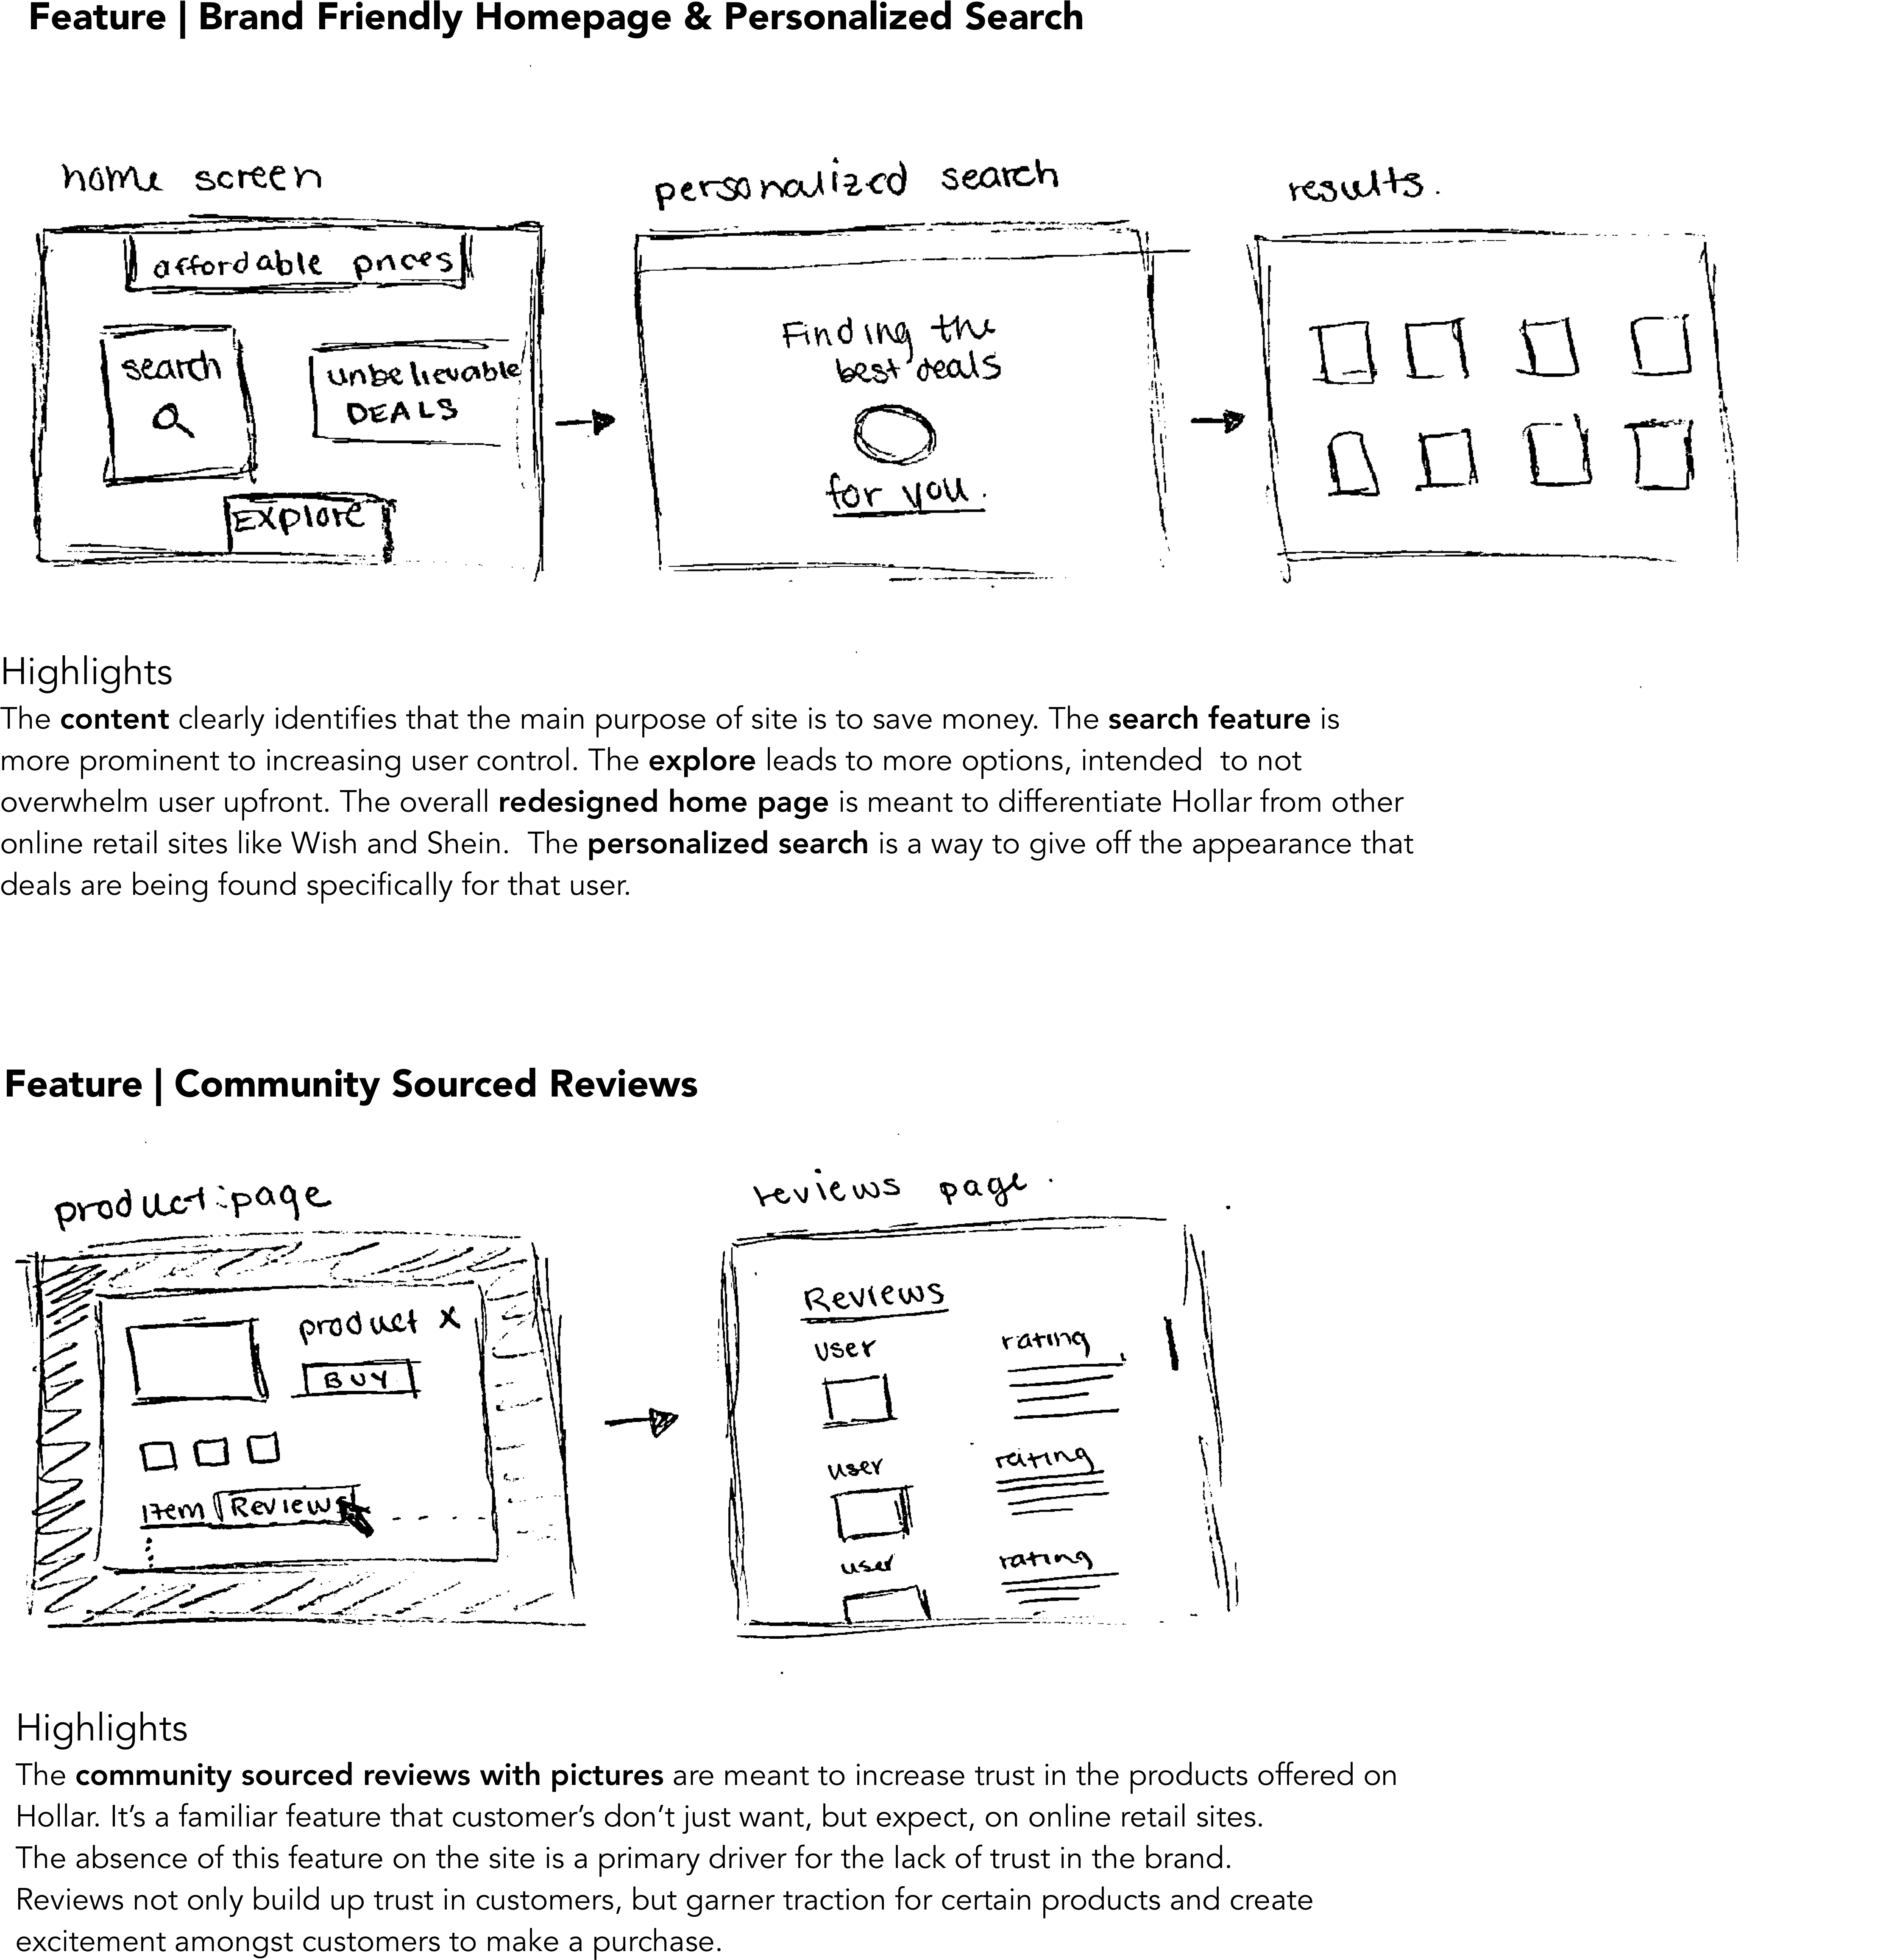 Feature | Brand Friendly Homepage & Personalized Search
home screen
personalized search
results.
affordable prices
search
unbelievable
DEALS
Explore
Finding the
best deals
for you.
Highlights
The content clearly identifies that the main purpose of site is to save money. The search feature is
more prominent to increasing user control. The explore leads to more options, intended  to not
overwhelm user upfront. The overall redesigned home page is meant to differentiate Hollar from other
online retail sites like Wish and Shein.  The personalized search is a way to give off the appearance that
deals are being found specifically for that user.
Feature | Community Sourced Reviews
product page
reviews page.
product x
BUY
item Reviews
Reviews
user rating
user rating
user rating
Highlights
The community sourced reviews with pictures are meant to increase trust in the products offered on
Hollar. It’s a familiar feature that customer’s don’t just want, but expect, on online retail sites.
The absence of this feature on the site is a primary driver for the lack of trust in the brand.
Reviews not only build up trust in customers, but garner traction for certain products and create
excitement amongst customers to make a purchase.